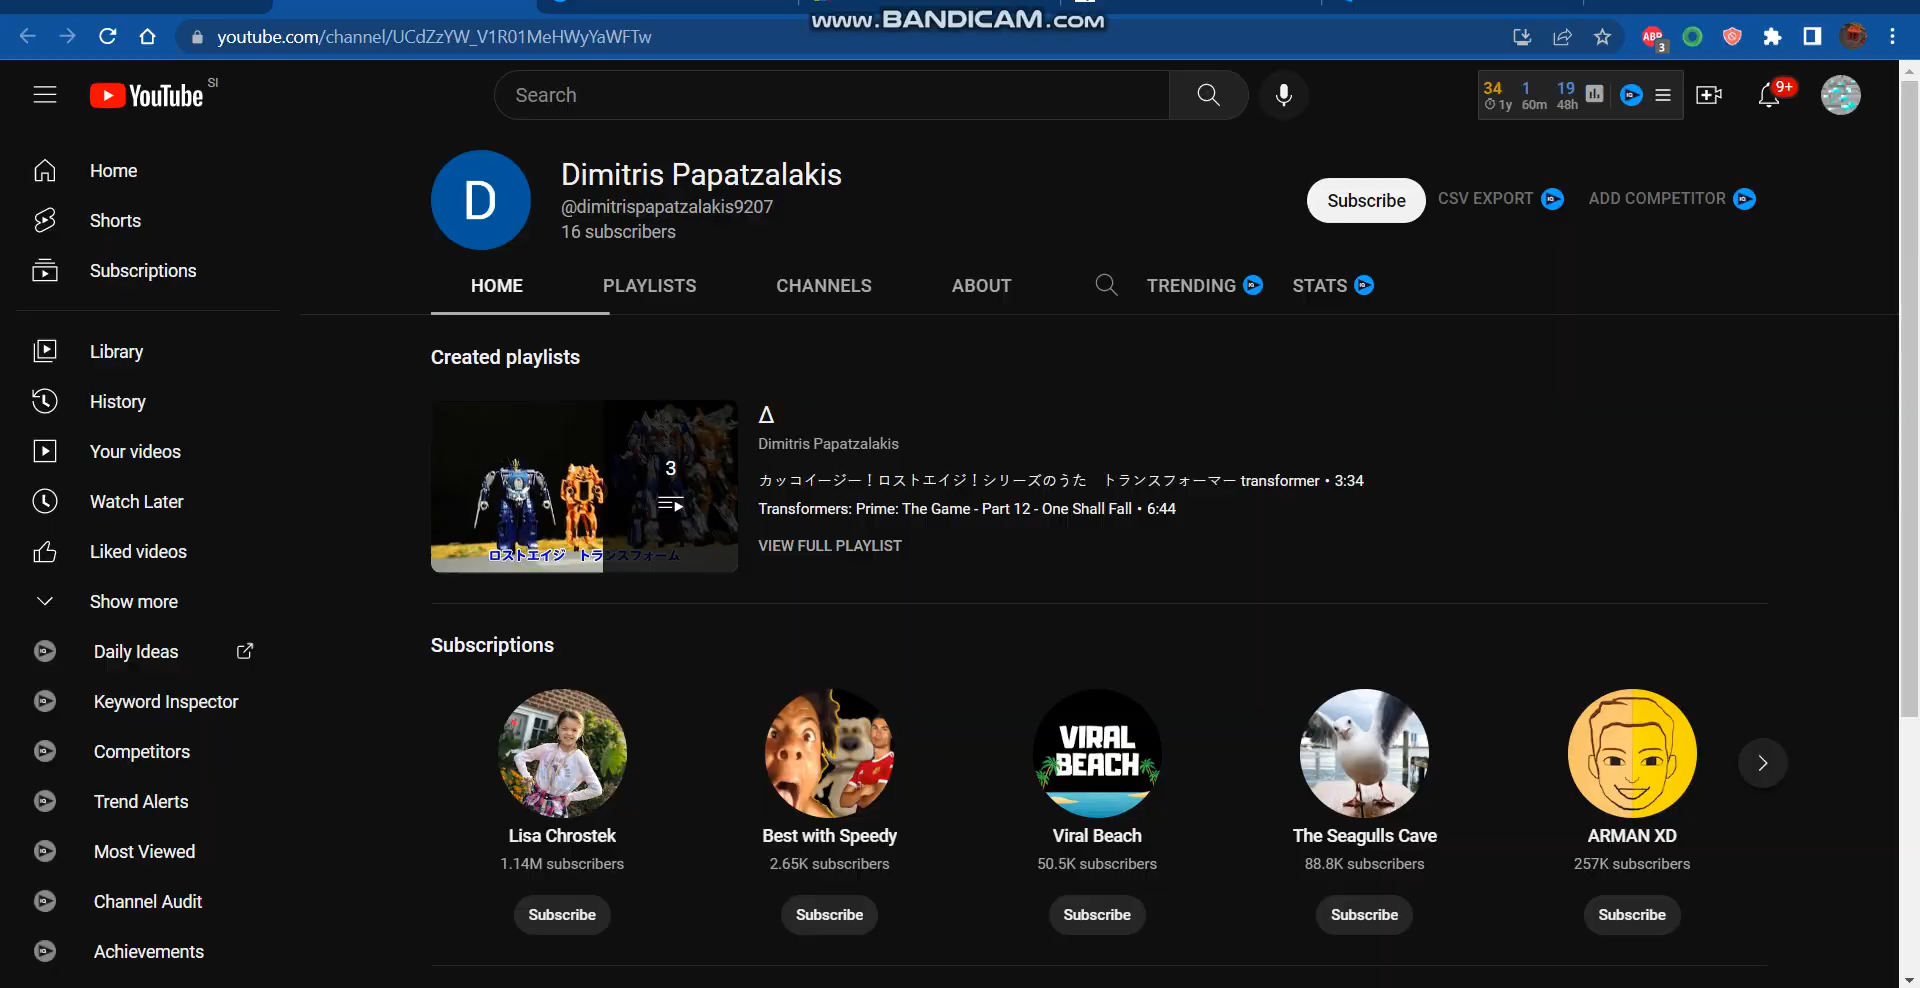 www.BANDICAM.com
youtube.com/channel/UCdZzYW_V1R01MeHWyYaWFTw
ABP
3
YouTube
SI
Search
34 1 19
1y 60m 48h
9+
Home
Shorts
Subscriptions
Library
History
Your videos
Watch Later
Liked videos
Show more
Daily Ideas
Keyword Inspector
Competitors
Trend Alerts
Most Viewed
Channel Audit
Achievements
D
Dimitris Papatzalakis
@dimitrispapatzalakis9207
16 subscribers
Subscribe
CSV EXPORT
ADD COMPETITOR
HOME
PLAYLISTS
CHANNELS
ABOUT
TRENDING
STATS
Created playlists
3
ロストエイジ トランスフォーム
Δ
Dimitris Papatzalakis
カッコイージー！ロストエイジ！シリーズのうた　トランスフォーマー transformer • 3:34
Transformers: Prime: The Game - Part 12 - One Shall Fall • 6:44
VIEW FULL PLAYLIST
Subscriptions
VIRAL
BEACH
Lisa Chrostek
1.14M subscribers
Subscribe
Best with Speedy
2.65K subscribers
Subscribe
Viral Beach
50.5K subscribers
Subscribe
The Seagulls Cave
88.8K subscribers
Subscribe
ARMAN XD
257K subscribers
Subscribe